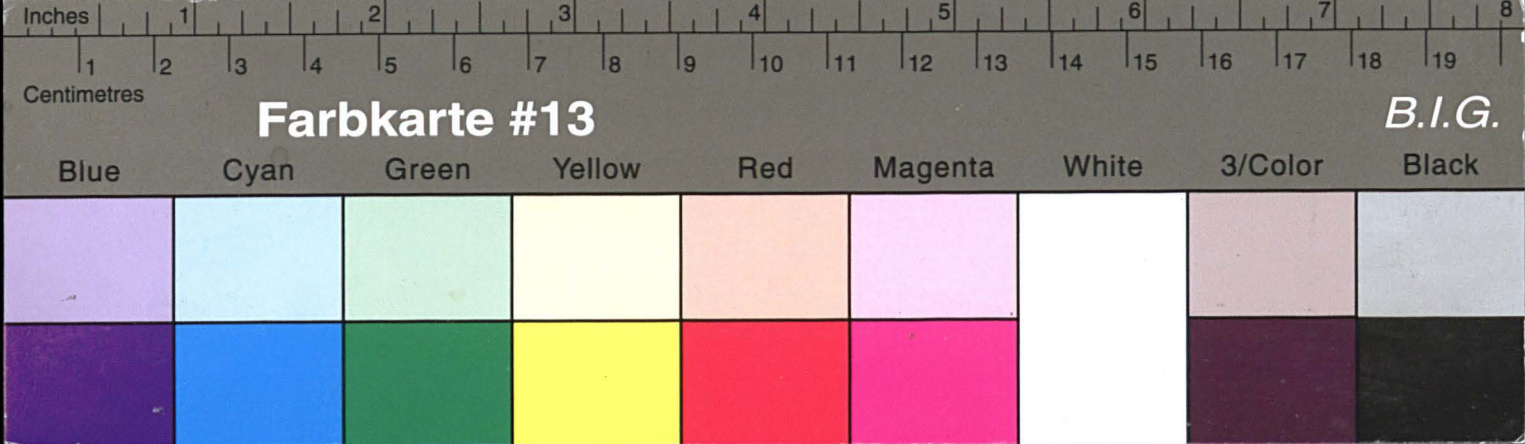 Inches 1 2 3 4 5 6 7 8
1 2 3 4 5 6 7 8 9 10 11 12 13 14 15 16 17 18 19
Centimetres
Farbkarte #13 B.I.G.
Blue Cyan Green Yellow Red Magenta White 3/Color Black